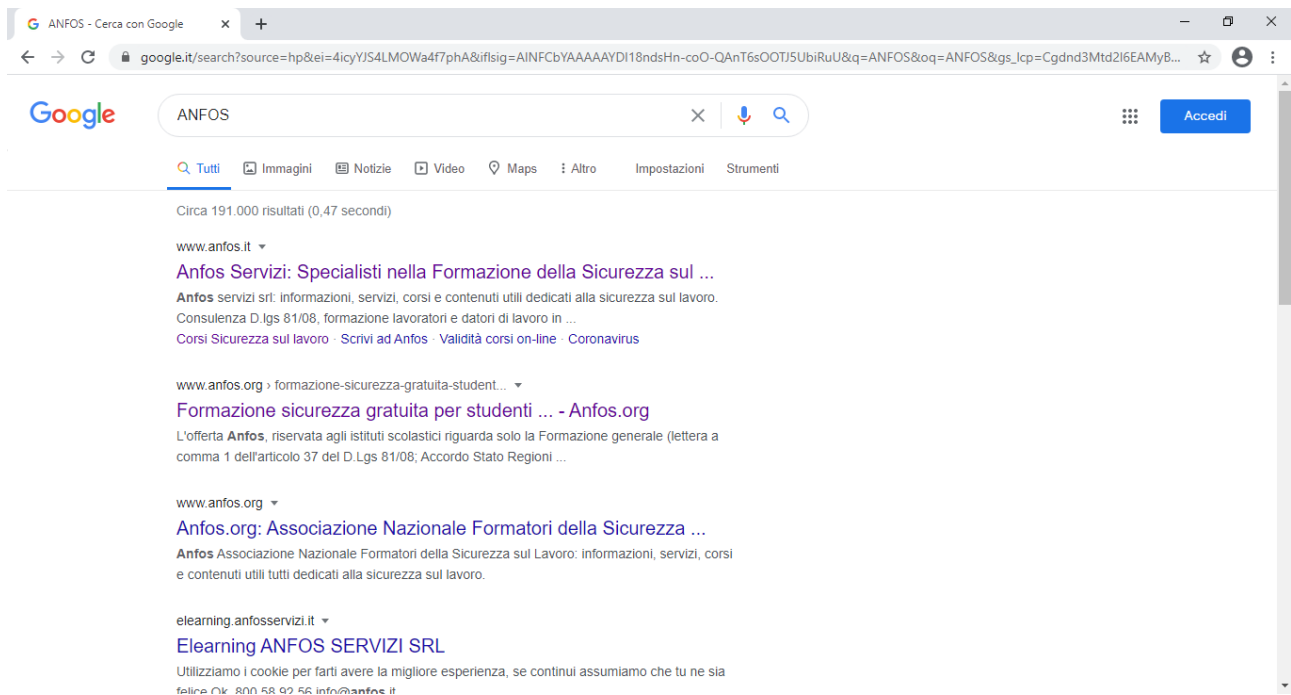 ANFOS - Cerca con Google
google.it/search?source=hp&ei=4icyYJS4LMOWa4f7phA&iflsig=AINFCbYAAAAAYDI18ndsHn-coO-QAnT6sOOTJ5UbiRuU&q=ANFOS&oq=ANFOS&gs_lcp=Cgdnd3Mtd2l6EAMyB...
Google
ANFOS
Accedi
Tutti Immagini Notizie Video Maps Altro Impostazioni Strumenti
Circa 191.000 risultati (0,47 secondi)
www.anfos.it
Anfos Servizi: Specialisti nella Formazione della Sicurezza sul ...
Anfos servizi srl: informazioni, servizi, corsi e contenuti utili dedicati alla sicurezza sul lavoro.
Consulenza D.lgs 81/08, formazione lavoratori e datori di lavoro in ...
Corsi Sicurezza sul lavoro · Scrivi ad Anfos · Validità corsi on-line · Coronavirus
www.anfos.org › formazione-sicurezza-gratuita-student...
Formazione sicurezza gratuita per studenti ... - Anfos.org
L'offerta Anfos, riservata agli istituti scolastici riguarda solo la Formazione generale (lettera a
comma 1 dell'articolo 37 del D.Lgs 81/08; Accordo Stato Regioni ...
www.anfos.org
Anfos.org: Associazione Nazionale Formatori della Sicurezza ...
Anfos Associazione Nazionale Formatori della Sicurezza sul Lavoro: informazioni, servizi, corsi
e contenuti utili tutti dedicati alla sicurezza sul lavoro.
elearning.anfosservizi.it
Elearning ANFOS SERVIZI SRL
Utilizziamo i cookie per farti avere la migliore esperienza, se continui assumiamo che tu ne sia
felice Ok. 800 58 92 56 info@anfos.it